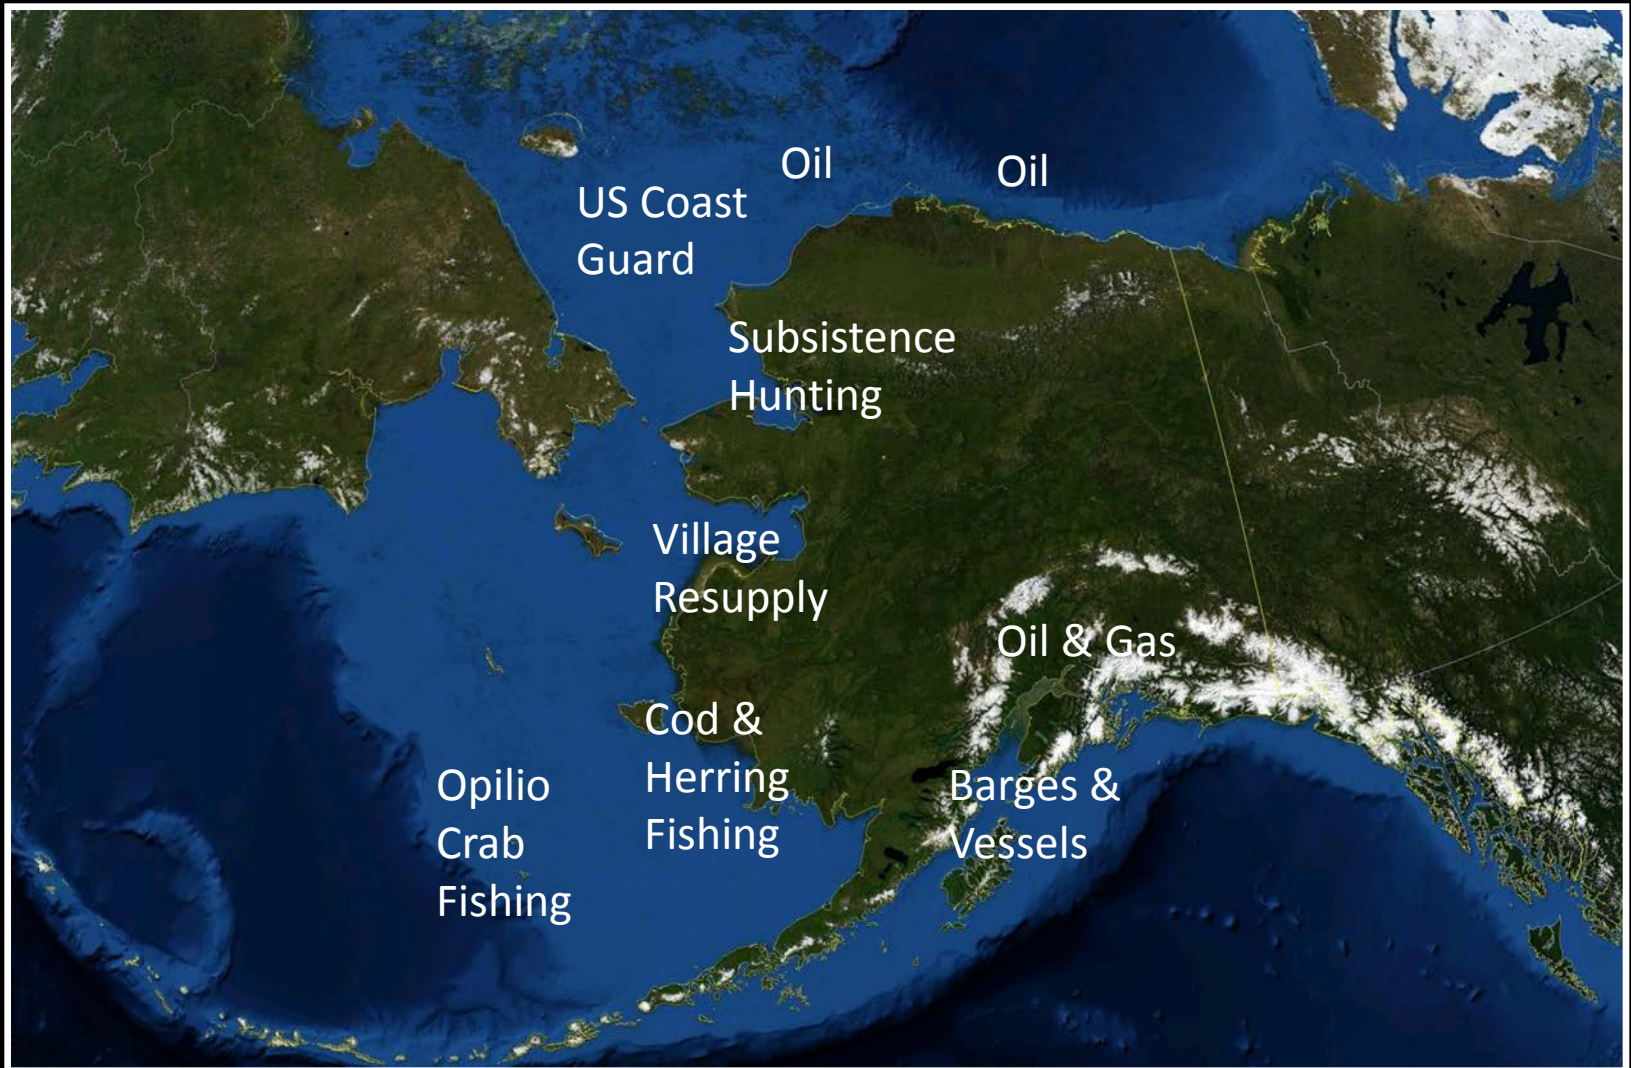 Oil
Oil
US Coast
Guard
Subsistence
Hunting
Village
Resupply
Oil & Gas
Cod &
Herring
Fishing
Opilio
Crab
Fishing
Barges &
Vessels